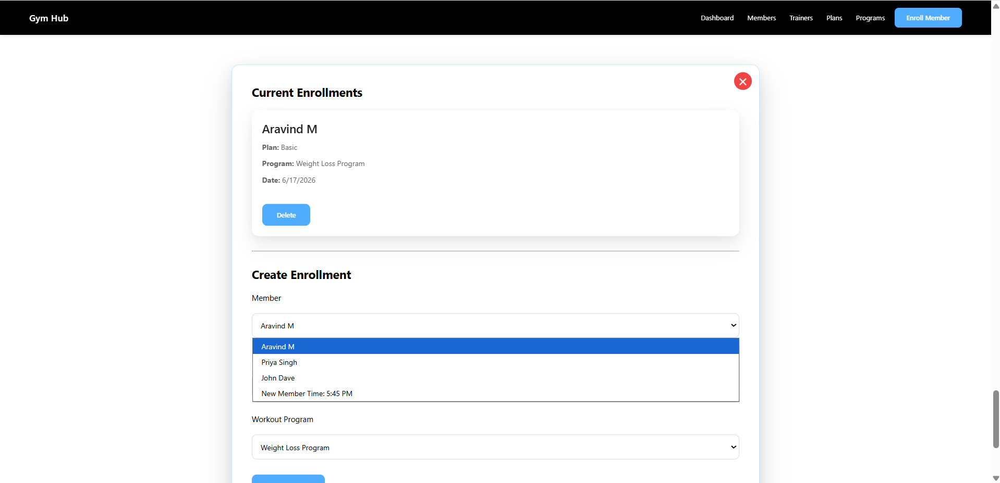 Gym Hub
Dashboard Members Trainers Plans Programs Enroll Member
Current Enrollments
Aravind M
Plan: Basic
Program: Weight Loss Program
Date: 6/17/2026
Delete
Create Enrollment
Member
Aravind M
Aravind M
Priya Singh
John Dave
New Member Time: 5:45 PM
Workout Program
Weight Loss Program